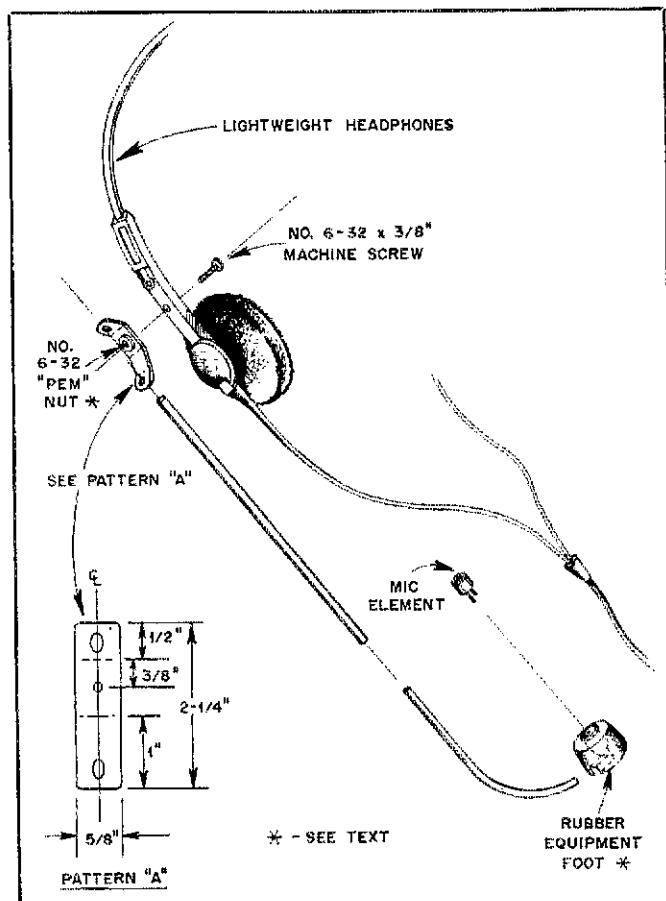 LIGHTWEIGHT HEADPHONES
NO. 6-32 x 3/8"
MACHINE SCREW
NO.
6-32
"PEM"
NUT *
SEE PATTERN "A"
MIC
ELEMENT
℄
1/2"
3/8"
2-1/4"
1"
5/8"
* - SEE TEXT
RUBBER
EQUIPMENT
FOOT *
PATTERN "A"